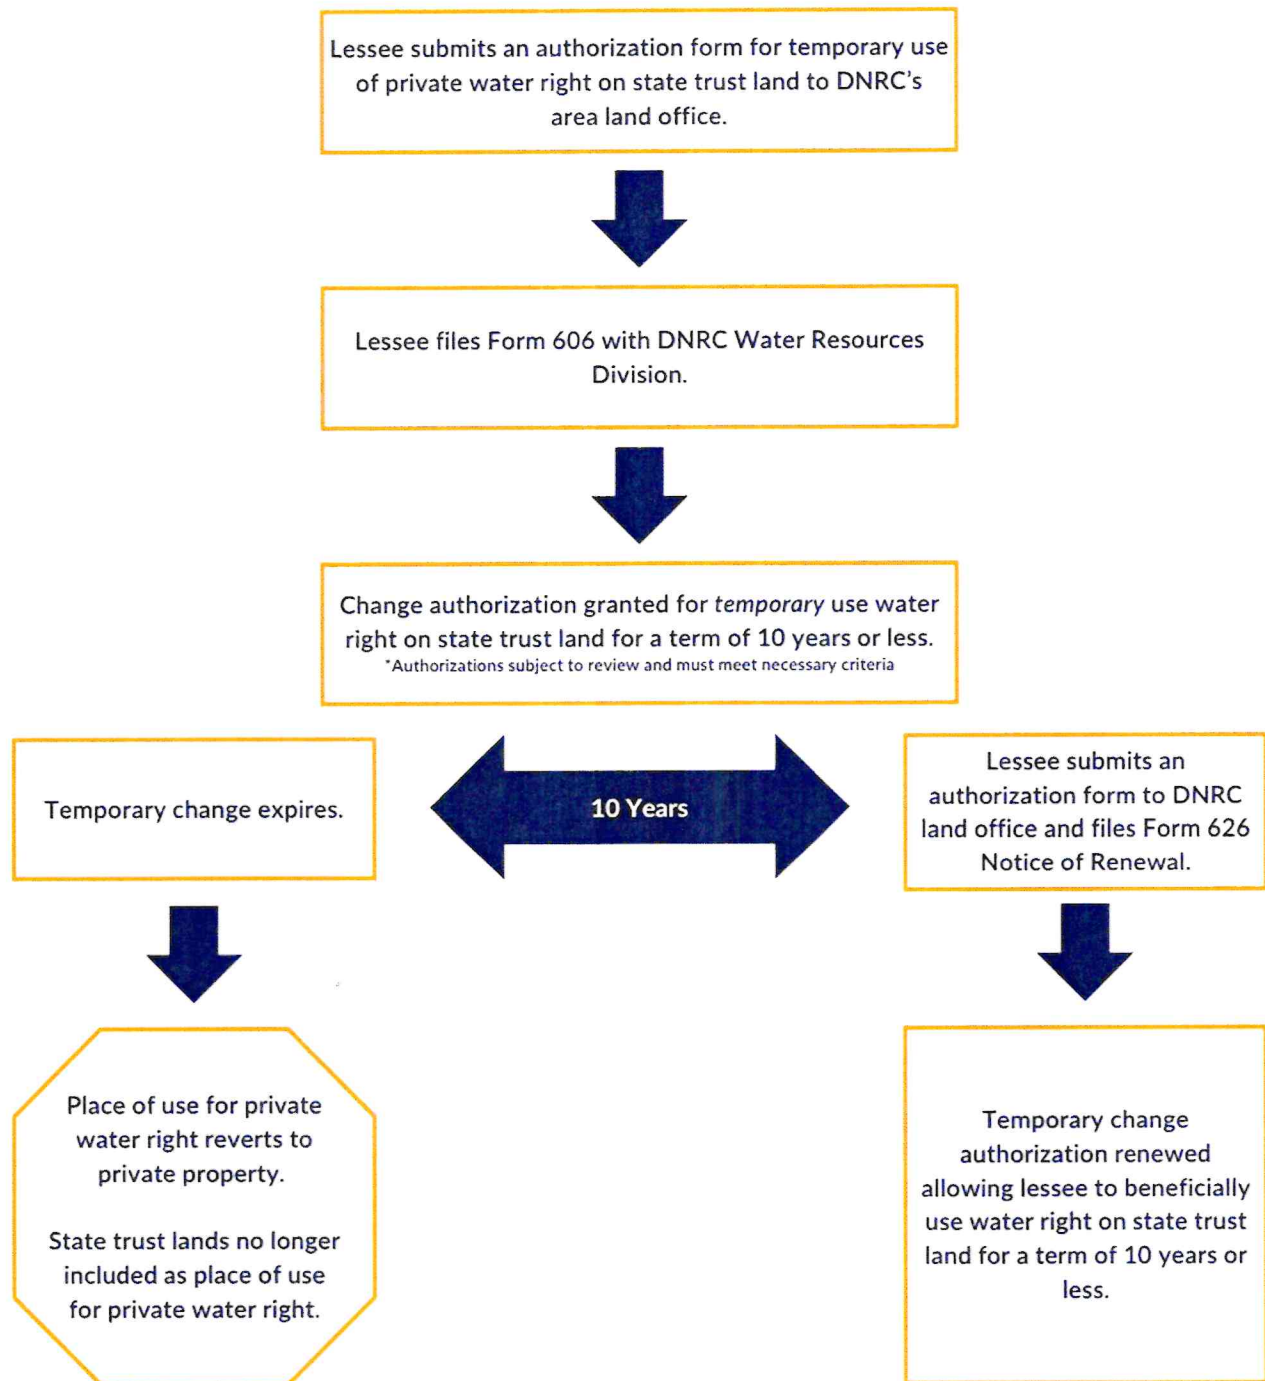 Lessee submits an authorization form for temporary use
of private water right on state trust land to DNRC's
area land office.
Lessee files Form 606 with DNRC Water Resources
Division.
Change authorization granted for temporary use water
right on state trust land for a term of 10 years or less.
*Authorizations subject to review and must meet necessary criteria
Temporary change expires.
10 Years
Lessee submits an
authorization form to DNRC
land office and files Form 626
Notice of Renewal.
Place of use for private
water right reverts to
private property.
State trust lands no longer
included as place of use
for private water right.
Temporary change
authorization renewed
allowing lessee to beneficially
use water right on state trust
land for a term of 10 years or
less.